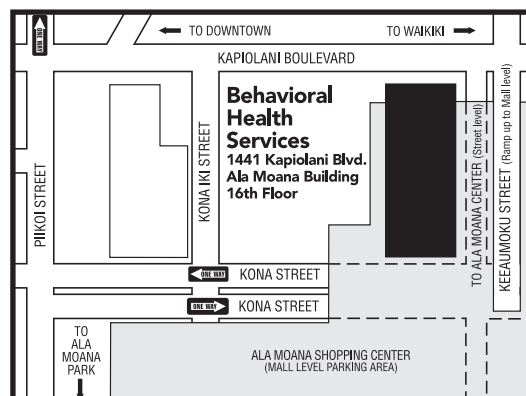 ONE WAY
TO DOWNTOWN
TO WAIKIKI
KAPIOLANI BOULEVARD
Behavioral
Health
Services
1441 Kapiolani Blvd.
Ala Moana Building
16th Floor
PIIKOI STREET
KONA IKI STREET
TO ALA MOANA CENTER (Street level)
KEEAUMOKU STREET (Ramp up to Mall level)
ONE WAY
KONA STREET
ONE WAY
KONA STREET
TO
ALA
MOANA
PARK
ALA MOANA SHOPPING CENTER
(MALL LEVEL PARKING AREA)